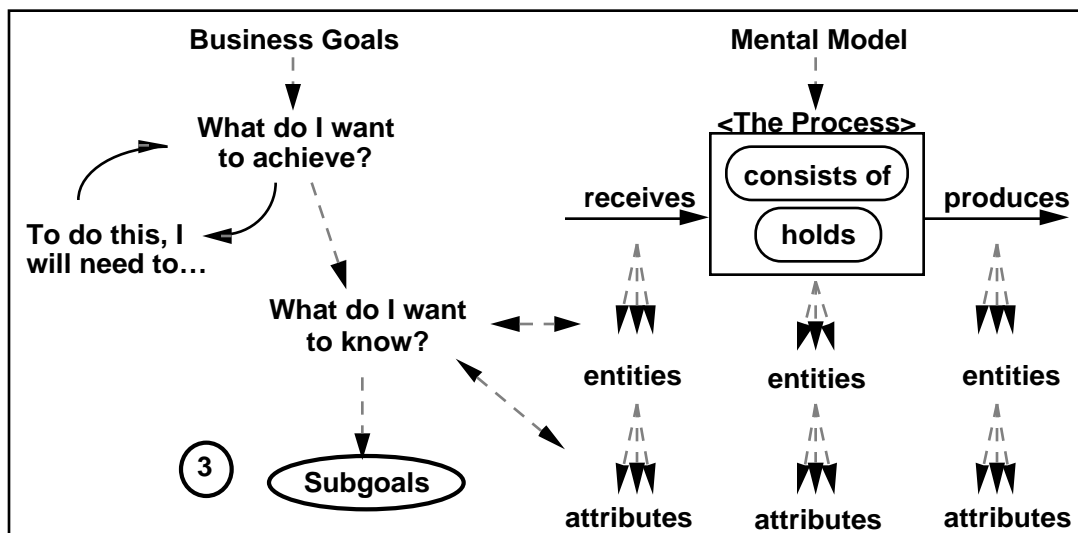 Business Goals
What do I want
to achieve?
To do this, I
will need to…
What do I want
to know?
3
Subgoals
Mental Model
<The Process>
receives
consists of
holds
produces
entities
entities
entities
attributes
attributes
attributes